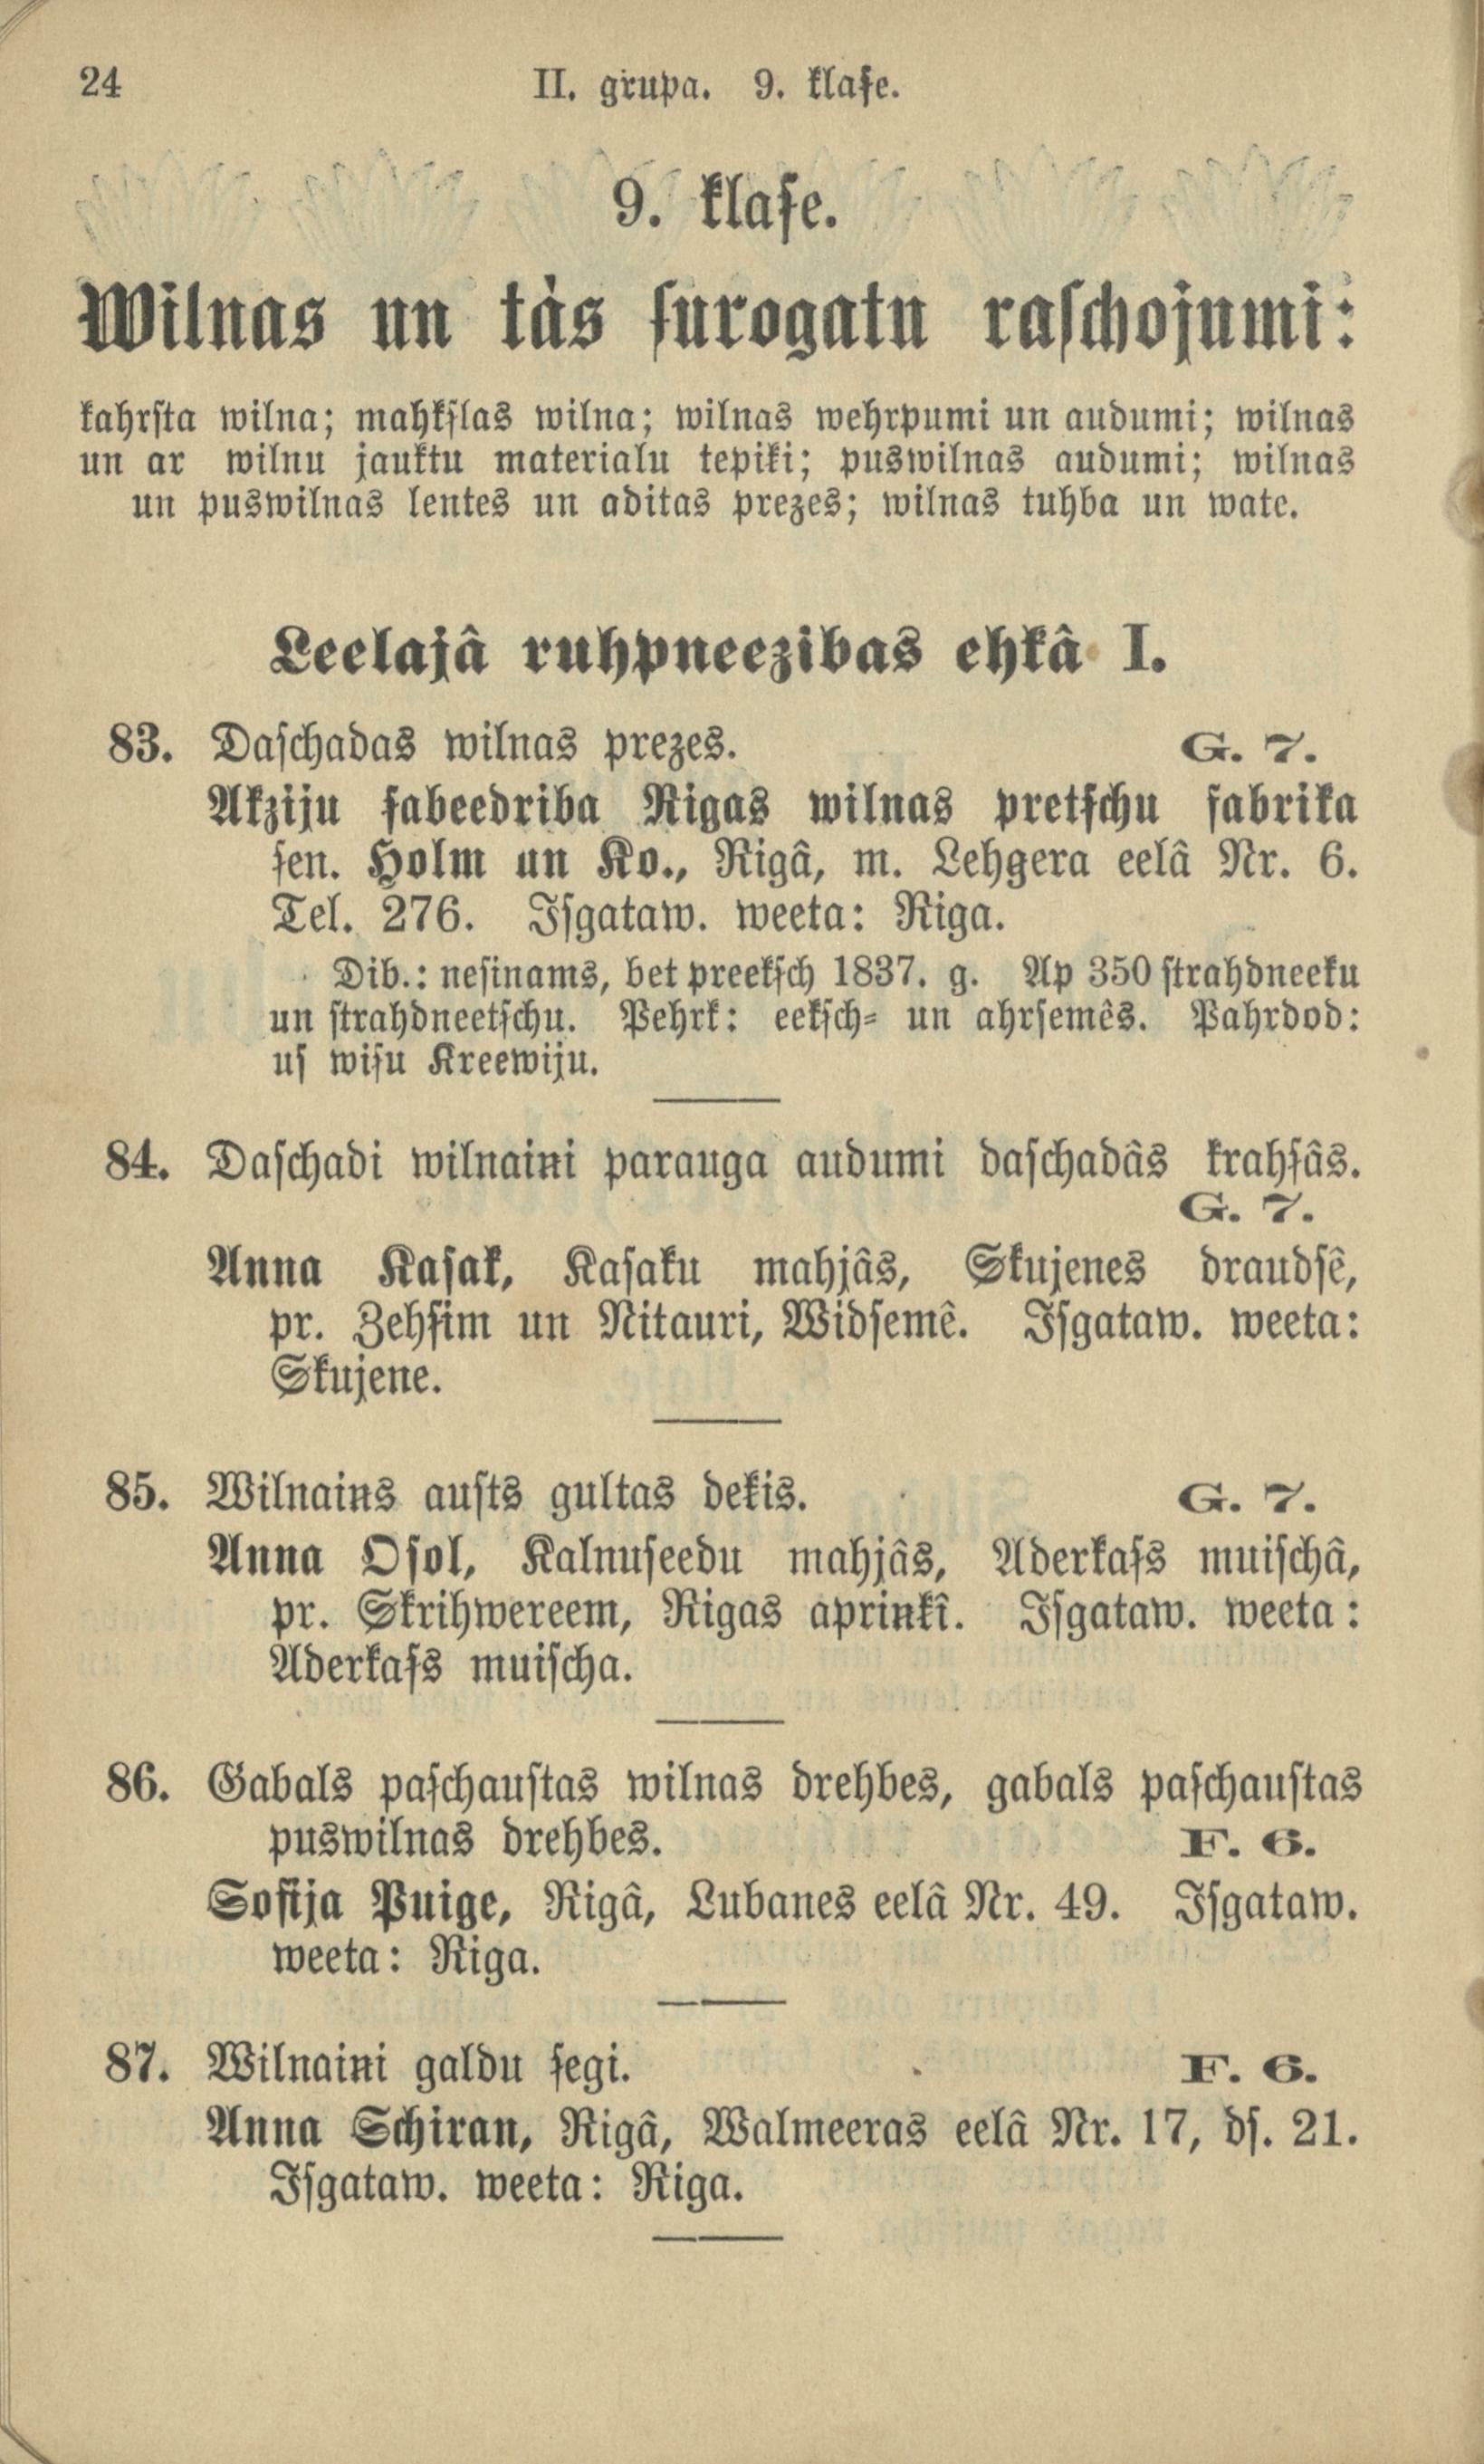 24
II. grupa. 9. klaſe.
9. klaſe.
Wilnas un tàs ſurogatu raſchojumi:
kahrſta wilna; mahkſlas wilna; wilnas wehrpumi un audumi; wilnas
un ar wilnu jauktu materialu tepiki; puswilnas audumi; wilnas
un puswilnas lentes un aditas prezes; wilnas tuhba un wate.
Leelajâ ruhpneezibas ehkâ I.
83. Daſchadas wilnas prezes. G. 7.
Akziju ſabeedriba Rigas wilnas pretſchu fabrika
ſen. Holm un Ko., Rigâ, m. Lehgera eelâ Nr. 6.
Tel. 276. Iſgataw. weeta: Riga.
Dib.: neſinams, bet preekſch 1837. g. Ap 350 ſtrahdneeku
un ſtrahdneetſchu. Pehrk: eekſch- un ahrſemês. Pahrdod:
uſ wiſu Kreewiju.
84. Daſchadi wilnaini parauga audumi daſchadâs krahſâs.
G. 7.
Anna Kaſak, Kaſaku mahjâs, Skujenes draudſê,
pr. Zehſim un Nitauri, Widſemê. Iſgataw. weeta:
Skujene.
85. Wilnains auſts gultas dekis. G. 7.
Anna Oſol, Kalnuſeedu mahjâs, Aderkaſs muiſchâ,
pr. Skrihwereem, Rigas aprinkî. Iſgataw. weeta:
Aderkaſs muiſcha.
86. Gabals paſchauſtas wilnas drehbes, gabals paſchauſtas
puswilnas drehbes. F. 6.
Sofija Puige, Rigâ, Lubanes eelâ Nr. 49. Iſgataw.
weeta: Riga.
87. Wilnaini galdu ſegi. F. 6.
Anna Schiran, Rigâ, Walmeeras eelâ Nr. 17, dſ. 21.
Iſgataw. weeta: Riga.